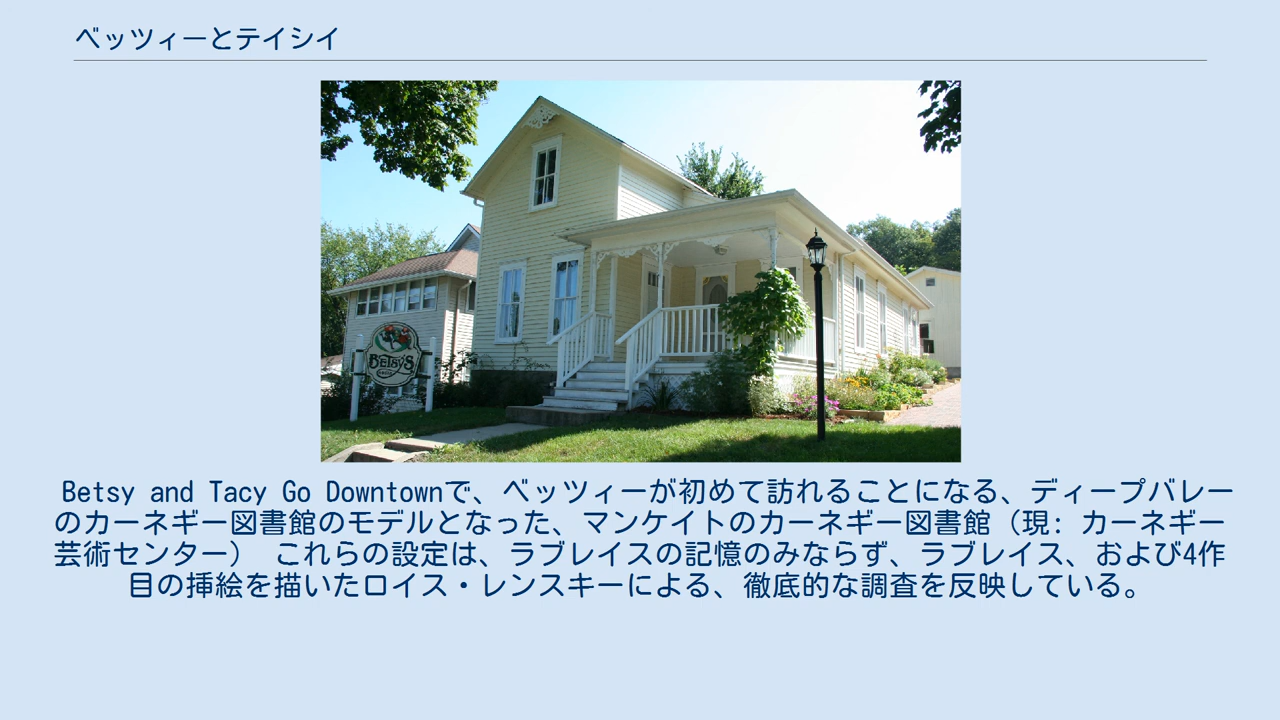 ベッツィーとテイシイ
BETSY'S
Betsy and Tacy Go Downtownで、ベッツィーが初めて訪れることになる、ディープバレー
のカーネギー図書館のモデルとなった、マンケイトのカーネギー図書館（現: カーネギー
芸術センター） これらの設定は、ラブレイスの記憶のみならず、ラブレイス、および4作
目の挿絵を描いたロイス・レンスキーによる、徹底的な調査を反映している。